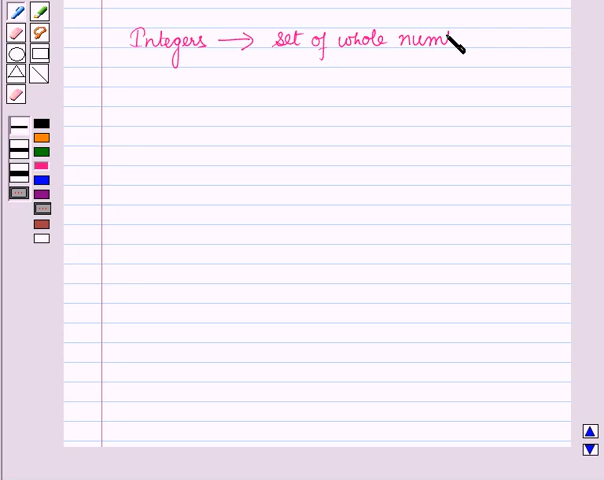 Integers → set of whole num